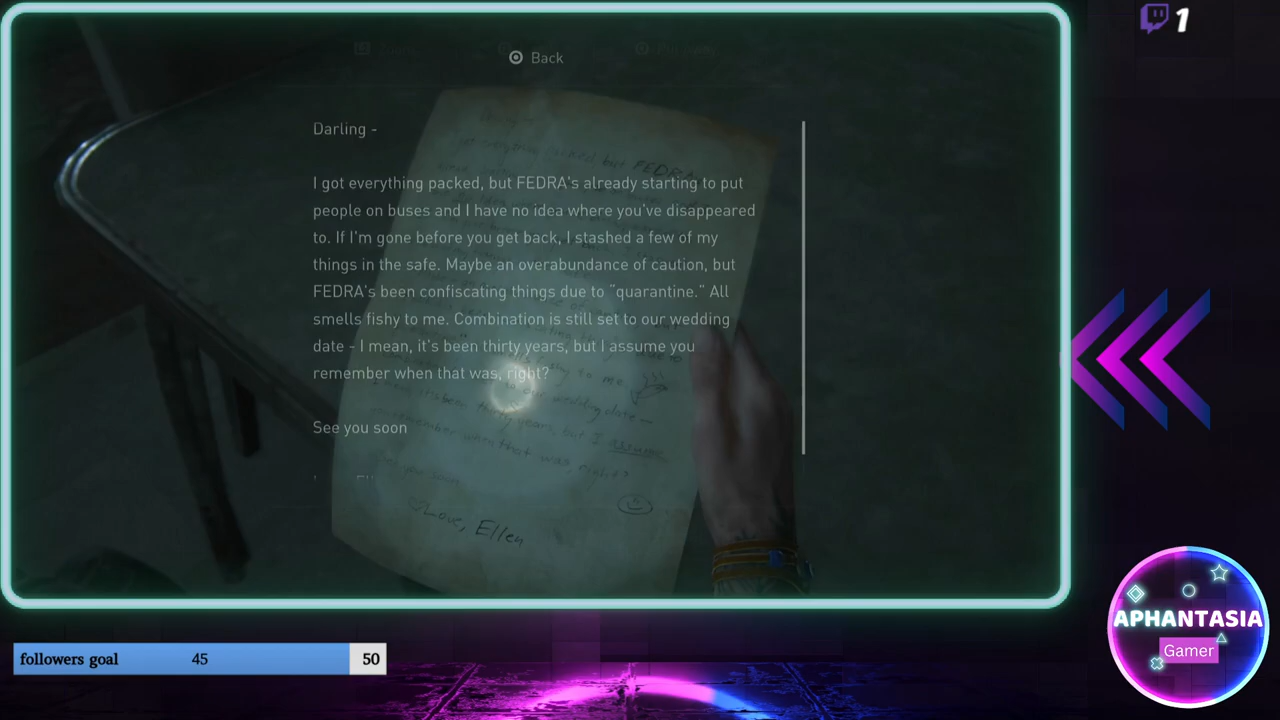 1
Back
Darling -
I got everything packed, but FEDRA's already starting to put
people on buses and I have no idea where you've disappeared
to. If I'm gone before you get back, I stashed a few of my
things in the safe. Maybe an overabundance of caution, but
FEDRA's been confiscating things due to "quarantine." All
smells fishy to me. Combination is still set to our wedding
date - I mean, it's been thirty years, but I assume you
remember when that was, right?
See you soon
Love, Ellen
APHANTASIA
Gamer
followers goal 45 50